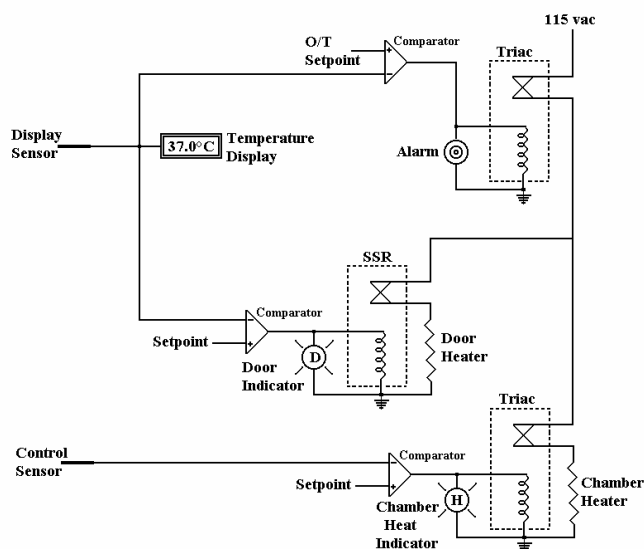 115 vac
O/T
Setpoint
Comparator
Triac
Display
Sensor
37.0°C
Temperature
Display
Alarm
SSR
Comparator
Setpoint
Door
Indicator
D
Door
Heater
Triac
Control
Sensor
Comparator
Setpoint
Chamber
Heat
Indicator
H
Chamber
Heater